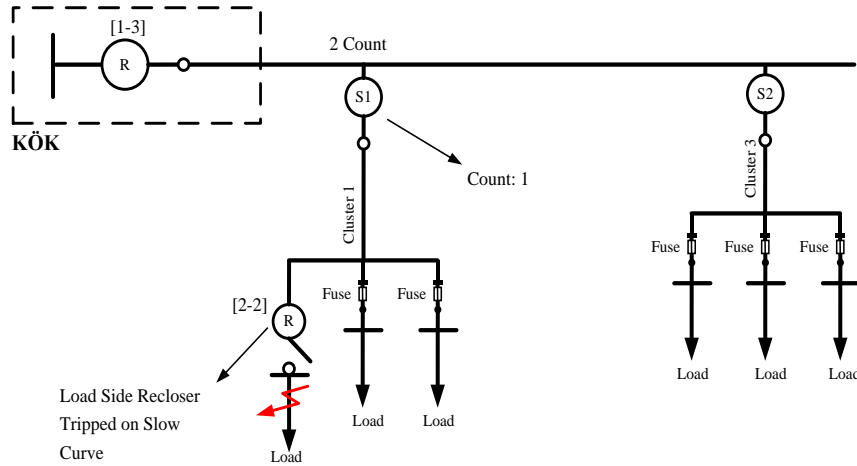 [1-3]
R
2 Count
KÖK
S1
S2
Count: 1
Cluster 1
Cluster 3
Fuse
Fuse
Fuse
[2-2]
R
Fuse
Fuse
Load
Load
Load
Load Side Recloser
Tripped on Slow
Curve
Load
Load
Load